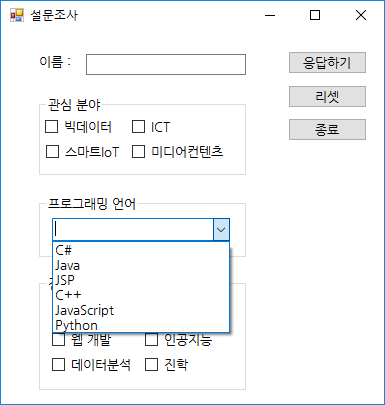 설문조사
이름 : 
응답하기
관심 분야
리셋
빅데이터 ICT
종료
스마트IoT 미디어컨텐츠
프로그래밍 언어
C#
Java
JSP
C++
JavaScript
Python
웹 개발 인공지능
데이터분석 진학